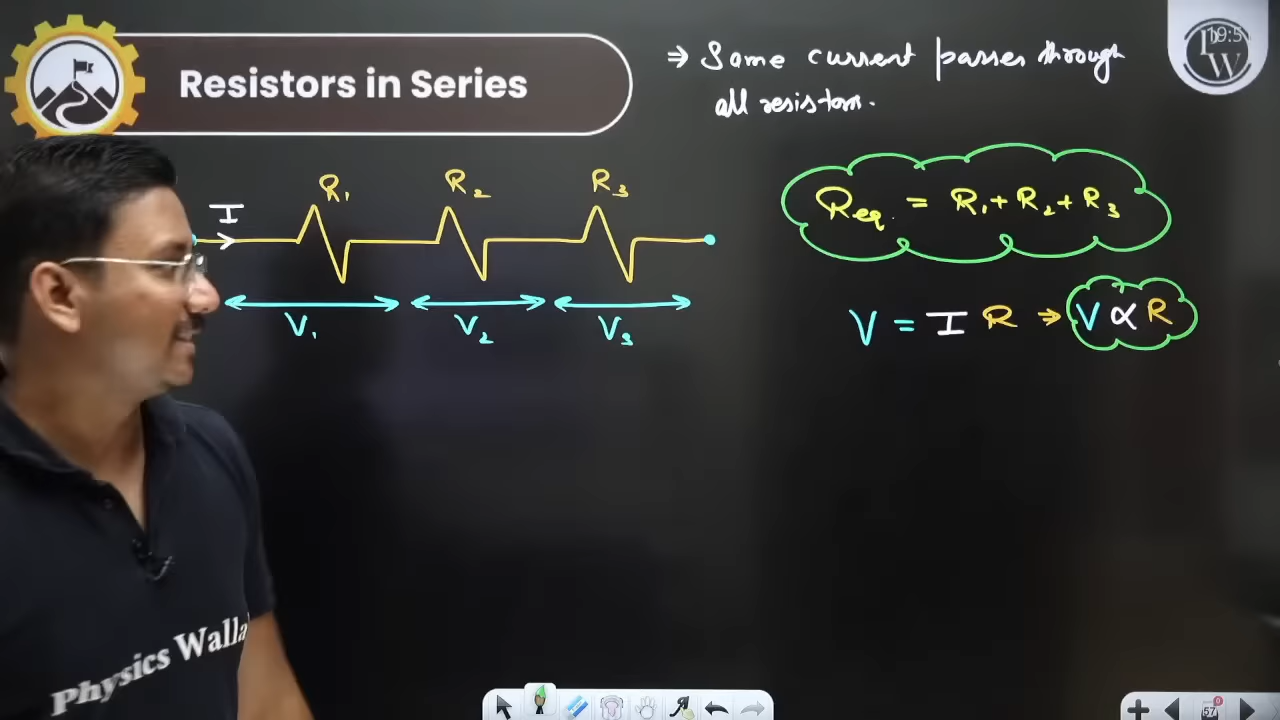 Resistors in Series
⇒ Same current passes through
all resistors.
R₁ R₂ R₃
I
Req. = R₁ + R₂ + R₃
V₁ V₂ V₃
V = I R ⇒ V ∝ R
Physics Walla
57